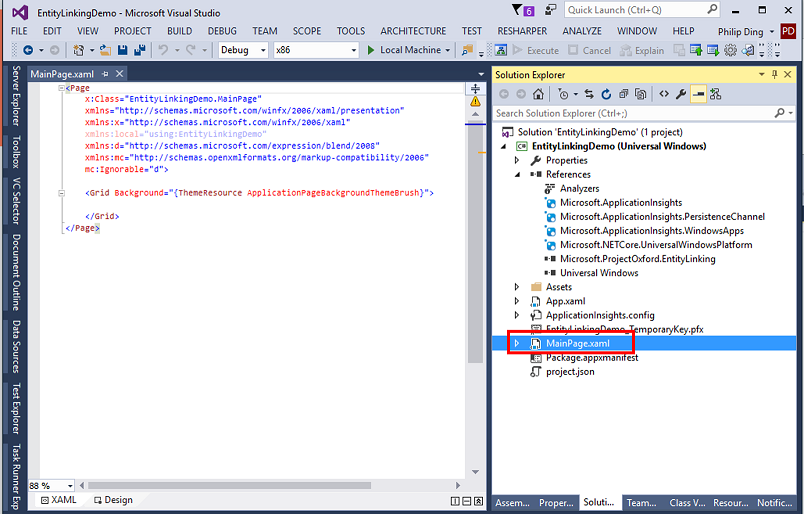 EntityLinkingDemo - Microsoft Visual Studio
6
Quick Launch (Ctrl+Q)
FILE EDIT VIEW PROJECT BUILD DEBUG TEAM SCOPE TOOLS TEST RESHARPER ANALYZE WINDOW HELP Philip Ding PD
Debug x86 Local Machine Execute Cancel Explain
Server Explorer
Toolbox
VC Selector
Document Outline
Data Sources
Test Explorer
Task Runner Exp
MainPage.xaml
<Page
x:Class="EntityLinkingDemo.MainPage"
xmlns="http://schemas.microsoft.com/winfx/2006/xaml/presentation"
xmlns:x="http://schemas.microsoft.com/winfx/2006/xaml"
xmlns:local="using:EntityLinkingDemo"
xmlns:d="http://schemas.microsoft.com/expression/blend/2008"
xmlns:mc="http://schemas.openxmlformats.org/markup-compatibility/2006"
mc:Ignorable="d">
<Grid Background="{ThemeResource ApplicationPageBackgroundThemeBrush}">
</Grid>
</Page>
88 %
XAML Design
Solution Explorer
Search Solution Explorer (Ctrl+;)
Solution 'EntityLinkingDemo' (1 project)
EntityLinkingDemo (Universal Windows)
Properties
References
Analyzers
Microsoft.ApplicationInsights
Microsoft.ApplicationInsights.PersistenceChannel
Microsoft.ApplicationInsights.WindowsApps
Microsoft.NETCore.UniversalWindowsPlatform
Microsoft.ProjectOxford.EntityLinking
Universal Windows
Assets
App.xaml
ApplicationInsights.config
EntityLinkingDemo_TemporaryKey.pfx
MainPage.xaml
Package.appxmanifest
project.json
Assem... Proper... Soluti... Team... Class V... Resour... Notific...